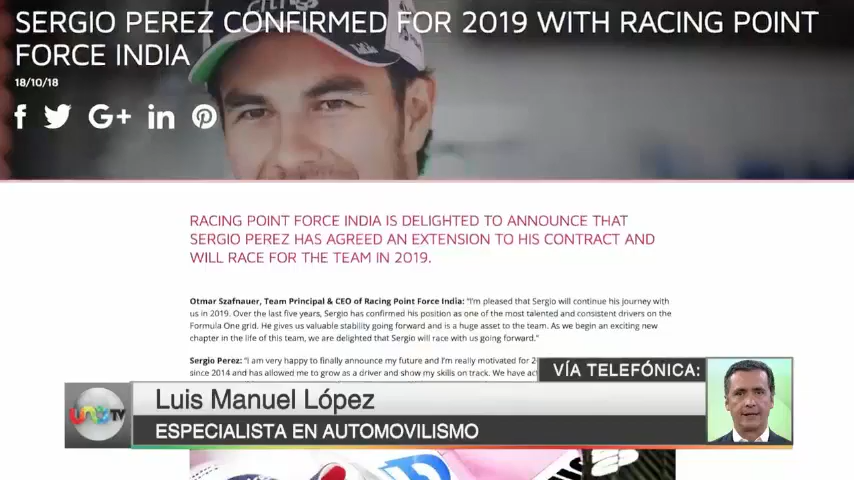 SERGIO PEREZ CONFIRMED FOR 2019 WITH RACING POINT
FORCE INDIA
18/10/18
f G+ in
RACING POINT FORCE INDIA IS DELIGHTED TO ANNOUNCE THAT
SERGIO PEREZ HAS AGREED AN EXTENSION TO HIS CONTRACT AND
WILL RACE FOR THE TEAM IN 2019.
Otmar Szafnauer, Team Principal & CEO of Racing Point Force India: "I'm pleased that Sergio will continue his journey with
us in 2019. Over the last five years, Sergio has confirmed his position as one of the most talented and consistent drivers on the
Formula One grid. He gives us valuable stability going forward and is a huge asset to the team. As we begin an exciting new
chapter in the life of this team, we are delighted that Sergio will race with us going forward."
Sergio Perez: "I am very happy to finally announce my future and I'm really motivated for
since 2014 and has allowed me to grow as a driver and show my skills on track. We have
VÍA TELEFÓNICA:
Luis Manuel López
UNO TV
ESPECIALISTA EN AUTOMOVILISMO